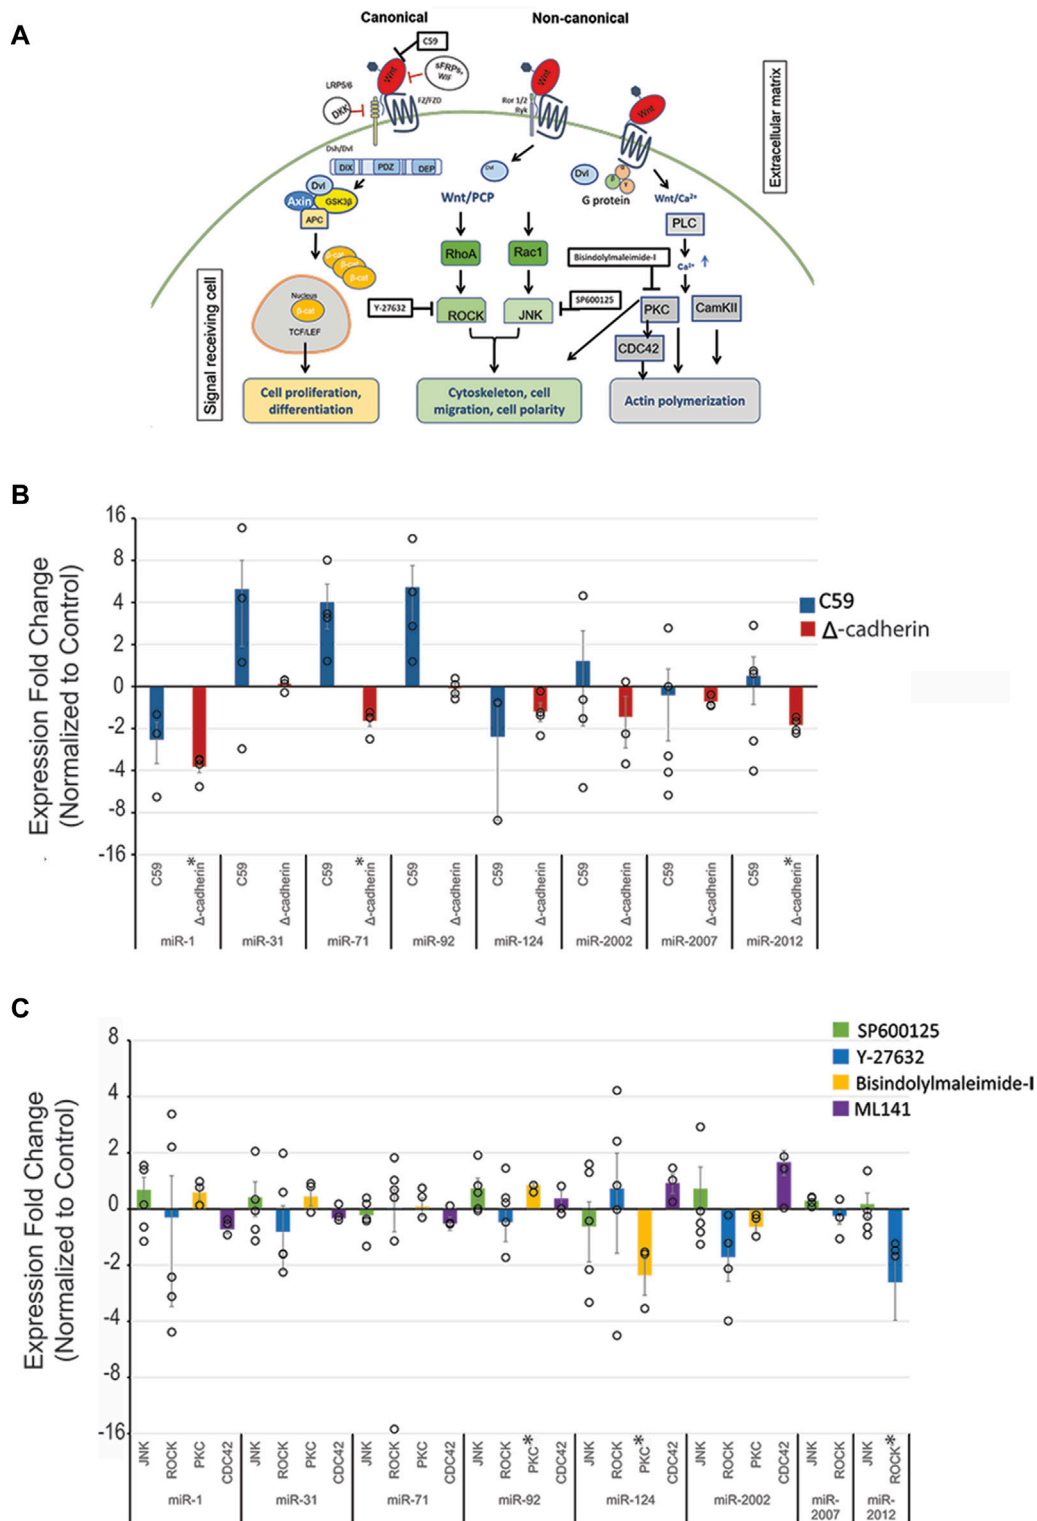 A
Canonical
Non-canonical
C59
Wnt
sFRPs,
WIF
LRP5/6
DKK
FZ/FZD
Ror 1/2
Ryk
Wnt
Wnt
Extracellular matrix
Dsh/Dvl
DIX
PDZ
DEP
Dvl
Axin
GSK3β
APC
Dvl
Wnt/PCP
Dvl
β
α
γ
G protein
Wnt/Ca2+
PLC
Ca2+
RhoA
Rac1
Bisindolylmaleimide-I
β-cat
β-cat
β-cat
Nucleus
β-cat
TCF/LEF
Y-27632
ROCK
JNK
SP600125
PKC
CamKII
CDC42
Signal receiving cell
Cell proliferation,
differentiation
Cytoskeleton, cell
migration, cell polarity
Actin polymerization
B
Expression Fold Change
(Normalized to Control)
16
8
4
2
0
-2
-4
-8
-16
C59
Δ-cadherin
C59
*
Δ-cadherin
C59
Δ-cadherin
C59
*
Δ-cadherin
C59
Δ-cadherin
C59
Δ-cadherin
C59
Δ-cadherin
C59
Δ-cadherin
C59
*
Δ-cadherin
miR-1 miR-31 miR-71 miR-92 miR-124 miR-2002 miR-2007 miR-2012
C
Expression Fold Change
(Normalized to Control)
8
4
2
0
-2
-4
-8
-16
SP600125
Y-27632
Bisindolylmaleimide-I
ML141
JNK
ROCK
PKC
CDC42
JNK
ROCK
PKC
CDC42
JNK
ROCK
PKC
CDC42
JNK
ROCK
PKC*
CDC42
JNK
ROCK
PKC*
CDC42
JNK
ROCK
PKC
CDC42
JNK
ROCK
JNK
ROCK*
miR-1 miR-31 miR-71 miR-92 miR-124 miR-2002
miR-
2007
miR-
2012